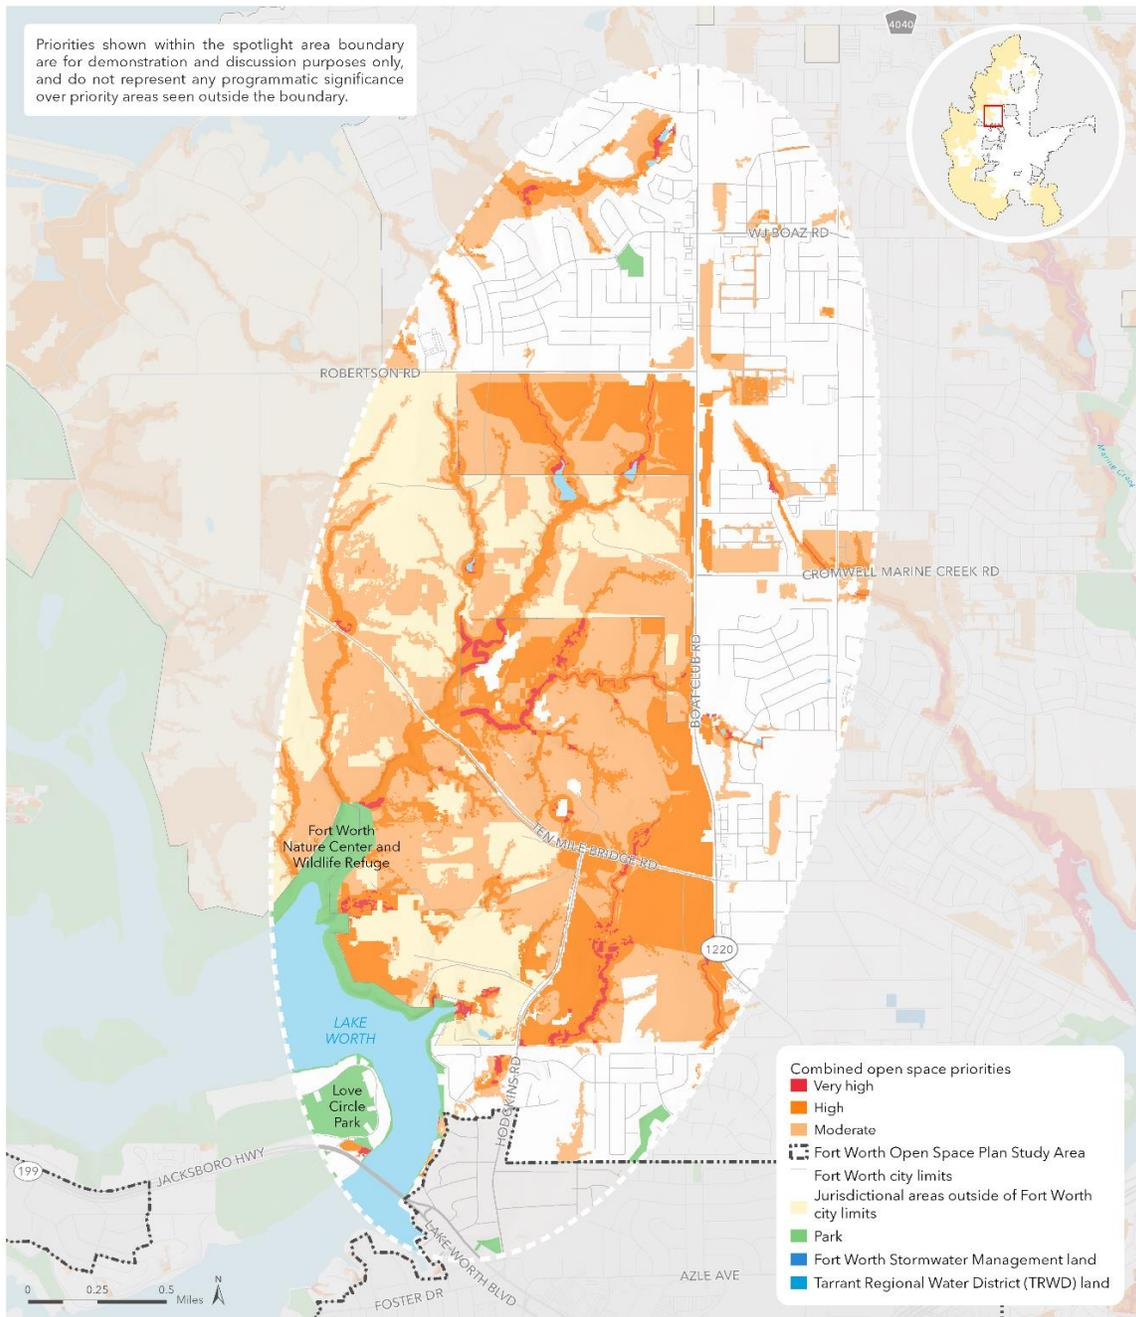 Priorities shown within the spotlight area boundary
are for demonstration and discussion purposes only,
and do not represent any programmatic significance
over priority areas seen outside the boundary.
4040
WJ BOAZ RD
ROBERTSON RD
Marine Creek
CROMWELL MARINE CREEK RD
BOAT CLUB RD
Fort Worth
Nature Center and
Wildlife Refuge
TEN MILE BRIDGE RD
1220
LAKE
WORTH
Love
Circle
Park
HODGKINS RD
199
JACKSBORO HWY
LAKE WORTH BLVD
AZLE AVE
FOSTER DR
0 0.25 0.5
Miles
N
Combined open space priorities
Very high
High
Moderate
Fort Worth Open Space Plan Study Area
Fort Worth city limits
Jurisdictional areas outside of Fort Worth
city limits
Park
Fort Worth Stormwater Management land
Tarrant Regional Water District (TRWD) land